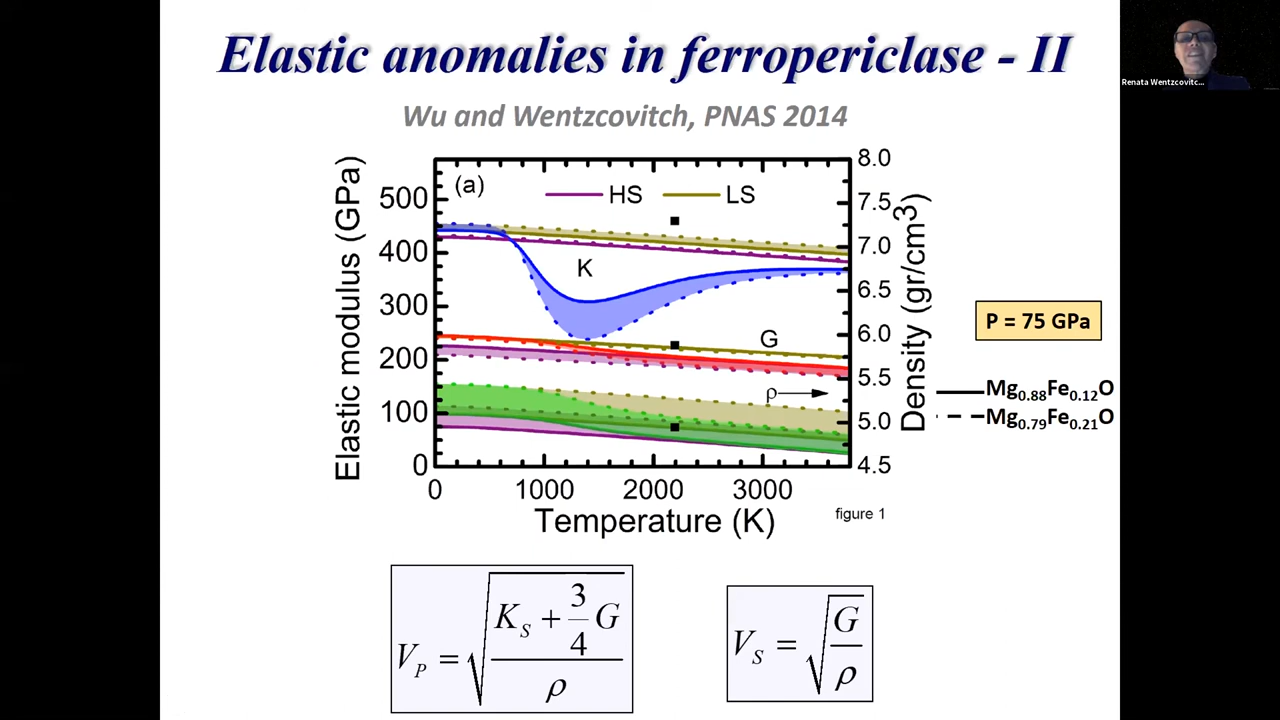 Elastic anomalies in ferropericlase - II
Renata Wentzcovitc...
Wu and Wentzcovitch, PNAS 2014
(a) HS LS
Elastic modulus (GPa)
500
400
300
200
100
0
K
G
ρ
8.0
7.5
7.0
6.5
6.0
5.5
5.0
4.5
Density (gr/cm3)
0 1000 2000 3000
Temperature (K)
figure 1
P = 75 GPa
Mg0.88Fe0.12O
Mg0.79Fe0.21O
VP = √((KS + 3/4 G)/ρ)
VS = √(G/ρ)